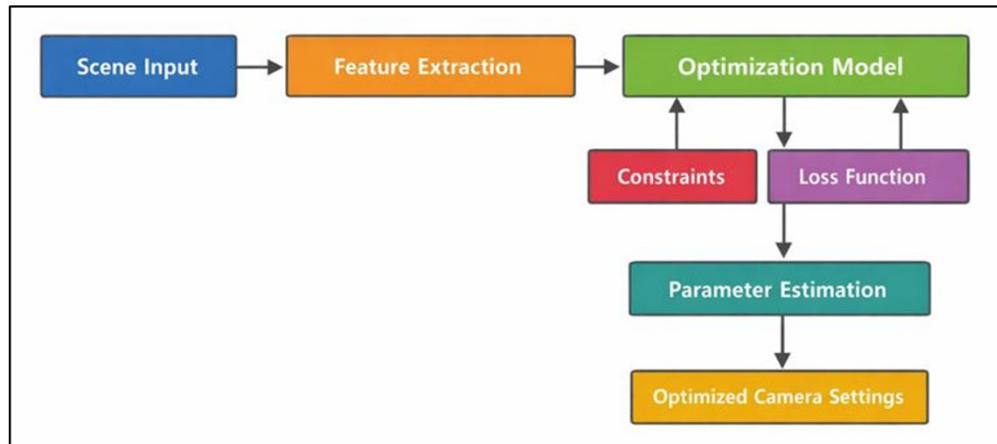 Scene Input
Feature Extraction
Optimization Model
Constraints
Loss Function
Parameter Estimation
Optimized Camera Settings